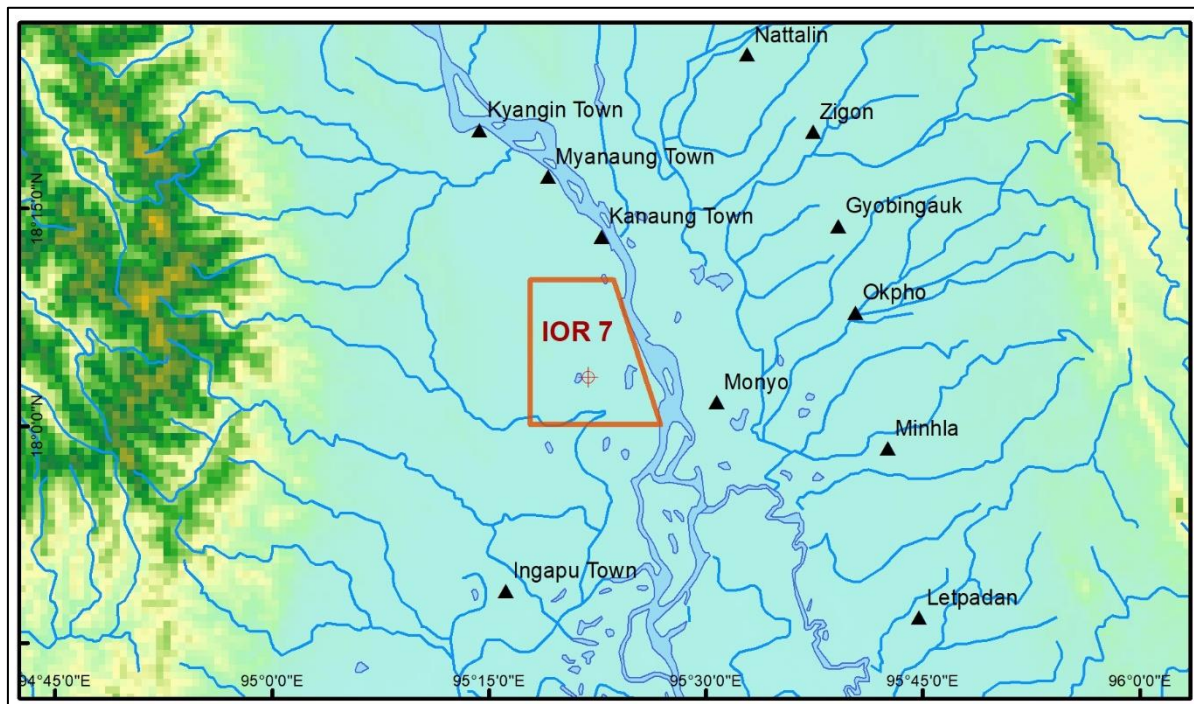 Nattalin
Kyangin Town
Zigon
Myanaung Town
18°15'0"N
Kanaung Town
Gyobingauk
Okpho
IOR 7
Monyo
18°0'0"N
Minhla
Ingapu Town
Letpadan
94°45'0"E
95°0'0"E
95°15'0"E
95°30'0"E
95°45'0"E
96°0'0"E